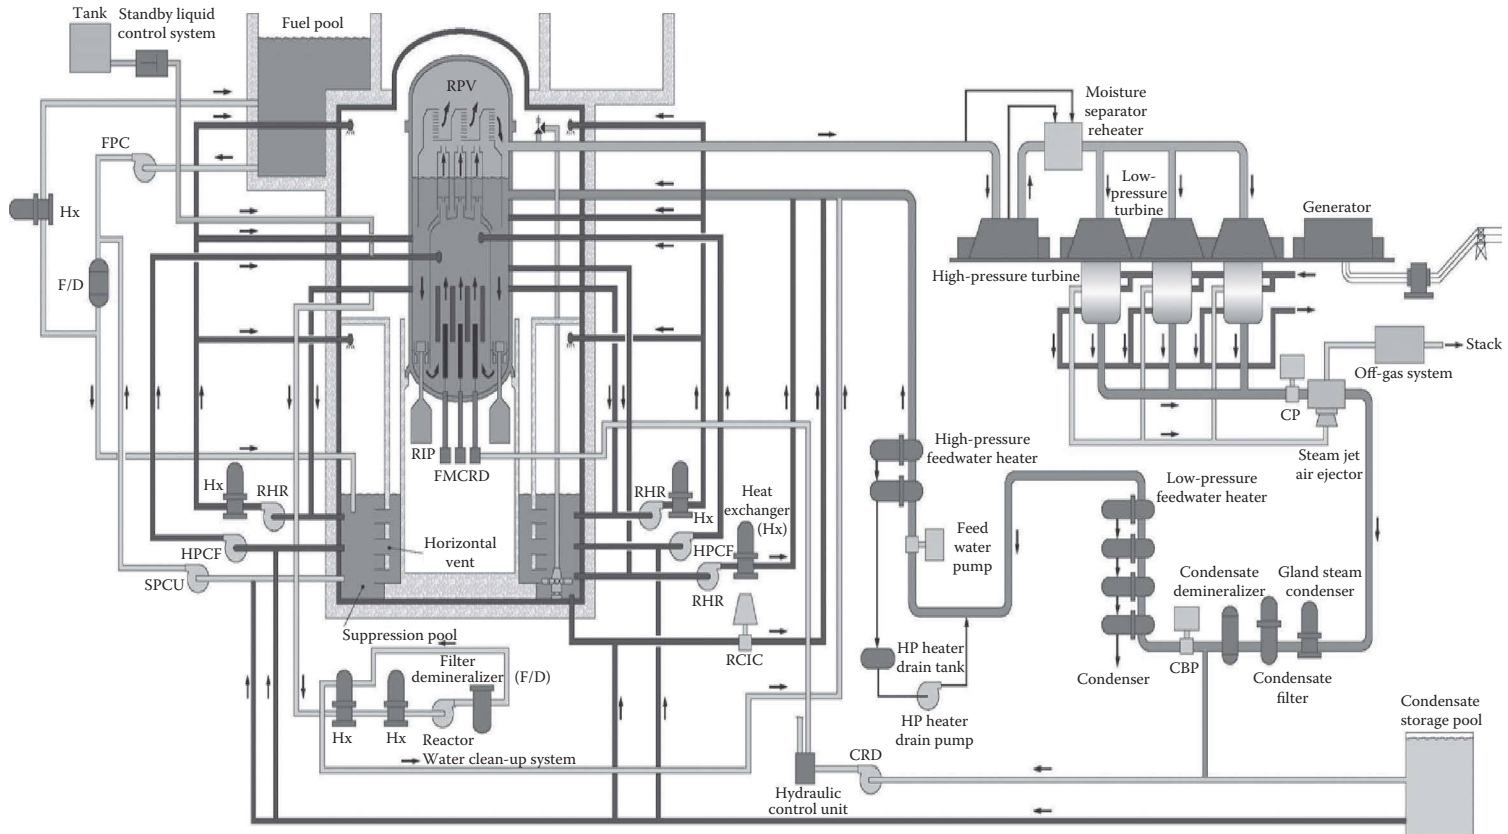 Tank
Standby liquid
control system
Fuel pool
RPV
FPC
Hx
F/D
Moisture
separator
reheater
Low-
pressure
turbine
Generator
High-pressure turbine
Stack
Off-gas system
CP
Steam jet
air ejector
RIP
FMCRD
High-pressure
feedwater heater
Low-pressure
feedwater heater
Hx
RHR
RHR
Hx
Heat
exchanger
(Hx)
HPCF
Horizontal
vent
HPCF
RHR
SPCU
Feed
water
pump
Condensate
demineralizer
Gland steam
condenser
Suppression pool
RCIC
Filter
demineralizer (F/D)
HP heater
drain tank
Condenser
CBP
Condensate
filter
Hx
Hx
Reactor
Water clean-up system
HP heater
drain pump
Condensate
storage pool
CRD
Hydraulic
control unit